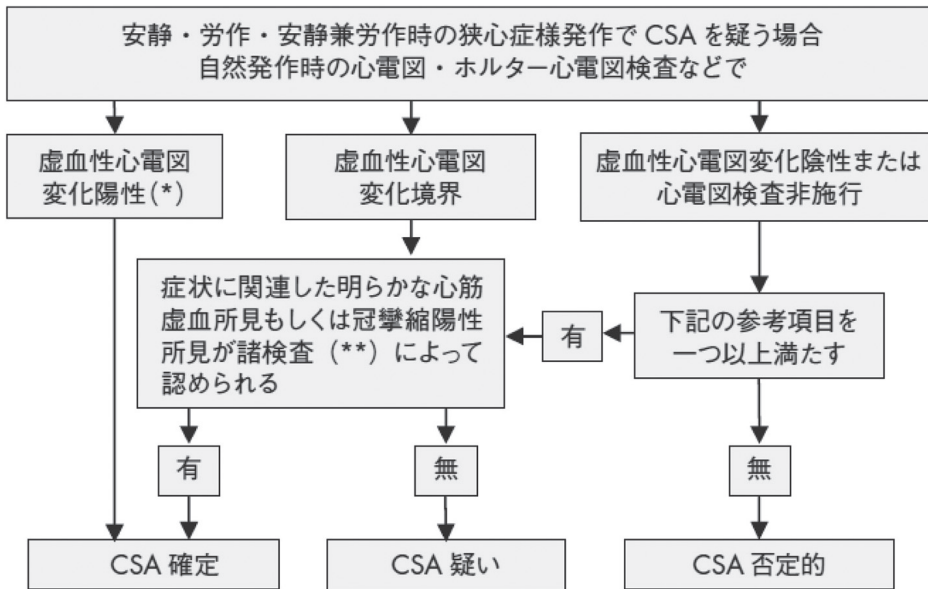 安静・労作・安静兼労作時の狭心症様発作で CSA を疑う場合
自然発作時の心電図・ホルター心電図検査などで
虚血性心電図
変化陽性(*)
虚血性心電図
変化境界
虚血性心電図変化陰性または
心電図検査非施行
症状に関連した明らかな心筋
虚血所見もしくは冠攣縮陽性
所見が諸検査（**）によって
認められる
有
下記の参考項目を
一つ以上満たす
有
無
無
CSA 確定
CSA 疑い
CSA 否定的